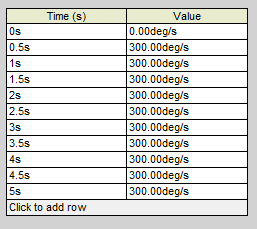 Time (s) Value
0s 0.00deg/s
0.5s 300.00deg/s
1s 300.00deg/s
1.5s 300.00deg/s
2s 300.00deg/s
2.5s 300.00deg/s
3s 300.00deg/s
3.5s 300.00deg/s
4s 300.00deg/s
4.5s 300.00deg/s
5s 300.00deg/s
Click to add row